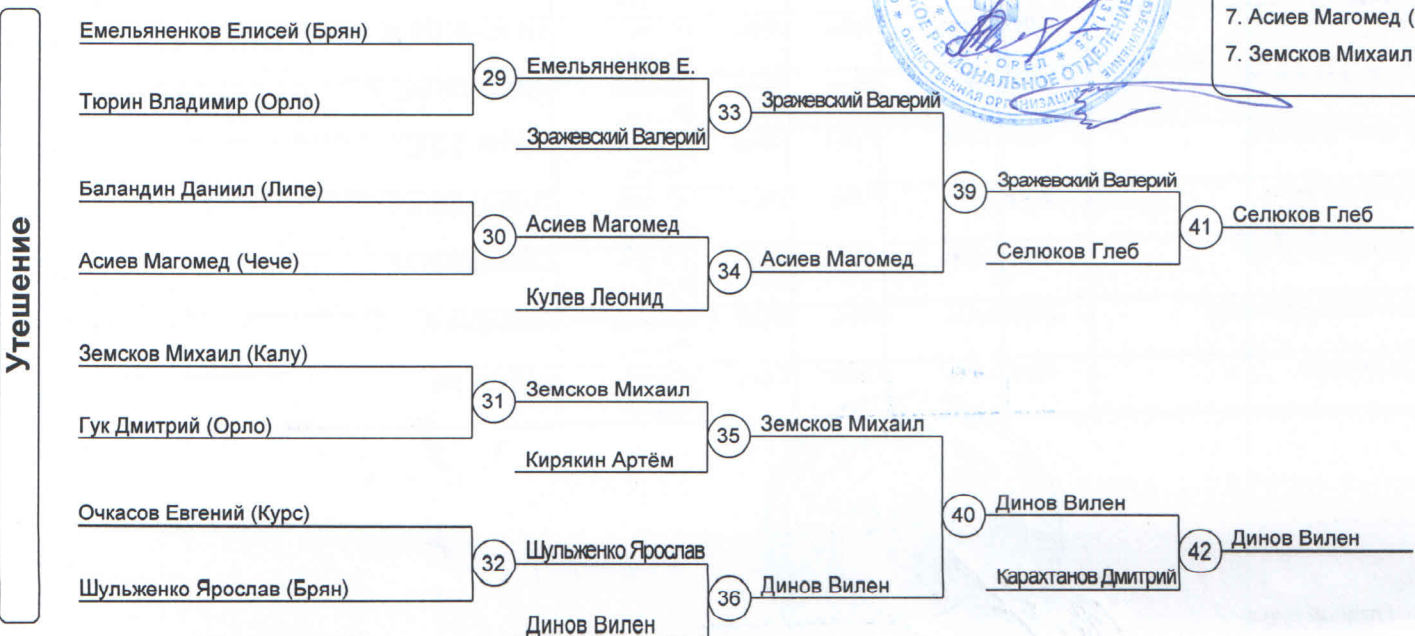 Утешение
7. Асиев Магомед (
7. Земсков Михаил
Емельяненков Елисей (Брян)
Тюрин Владимир (Орло)
29
Емельяненков Е.
Зражевский Валерий
33
Зражевский Валерий
Баландин Даниил (Липе)
Асиев Магомед (Чече)
30
Асиев Магомед
Кулев Леонид
34
Асиев Магомед
39
Зражевский Валерий
Селюков Глеб
41
Селюков Глеб
Земсков Михаил (Калу)
Гук Дмитрий (Орло)
31
Земсков Михаил
Кирякин Артём
35
Земсков Михаил
Очкасов Евгений (Курс)
Шульженко Ярослав (Брян)
32
Шульженко Ярослав
Динов Вилен
36
Динов Вилен
40
Динов Вилен
Карахтанов Дмитрий
42
Динов Вилен
ОБЩЕСТВЕННАЯ ОРГАНИЗАЦИЯ
ОРЕЛ